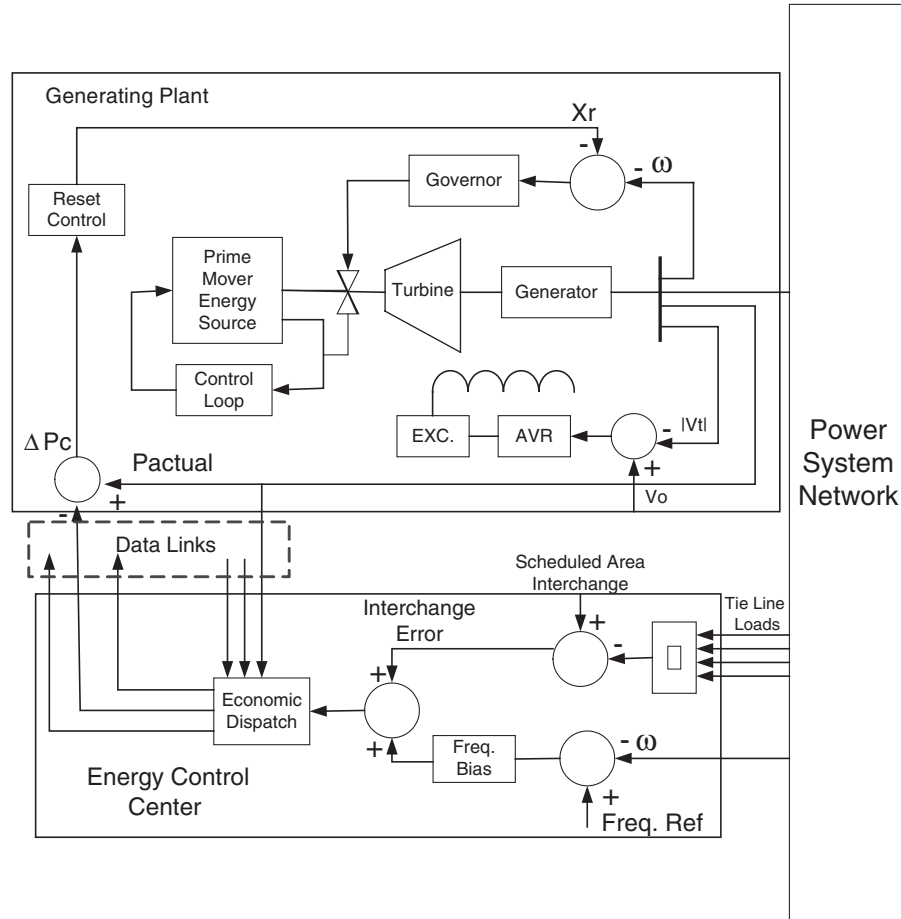 Generating Plant
Xr
-
- ω
Governor
Reset
Control
Prime
Mover
Energy
Source
Turbine
Generator
Control
Loop
EXC.
AVR
-
|Vt|
+
Vo
Δ Pc
Pactual
+
-
Power
System
Network
Data Links
Scheduled Area
Interchange
Interchange
Error
+
-
Tie Line
Loads
+
+
Economic
Dispatch
Freq.
Bias
- ω
+
Freq. Ref
Energy Control
Center